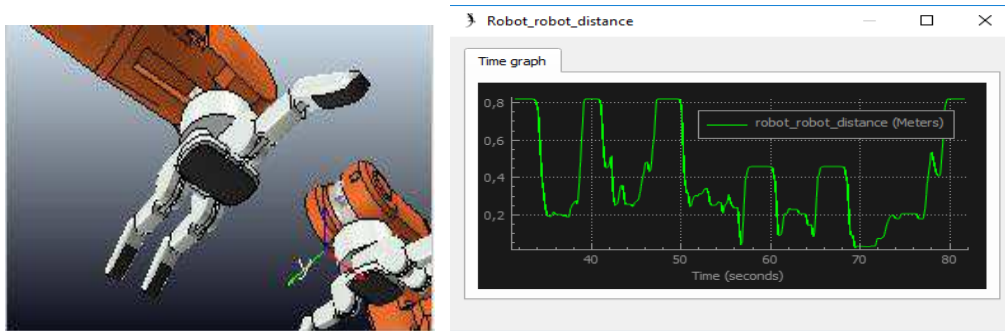 Robot_robot_distance
Time graph
robot_robot_distance (Meters)
0,8
0,6
0,4
0,2
40 50 60 70 80
Time (seconds)
y